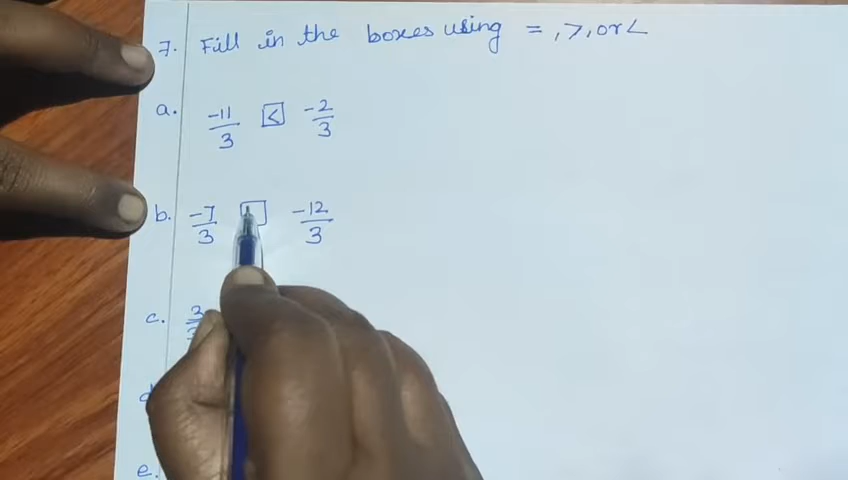 7. Fill in the boxes using =, >, or <
a. -11/3 < -2/3
b. -7/3 -12/3
c.
e.